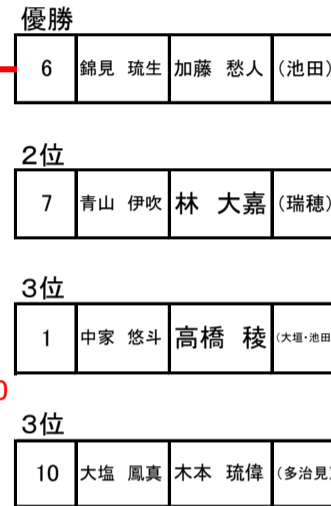 優勝
6 錦見 琉生 加藤 愁人 (池田)
2位
7 青山 伊吹 林 大嘉 (瑞穂)
3位
1 中家 悠斗 高橋 稜 (大垣・池田
0
3位
10 大塩 鳳真 木本 琉偉 (多治見)